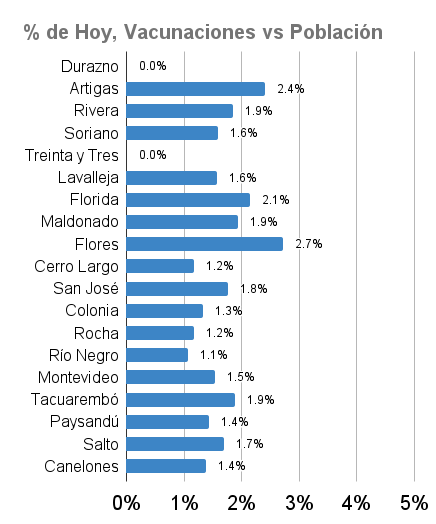 % de Hoy, Vacunaciones vs Población
Durazno 0.0%
Artigas 2.4%
Rivera 1.9%
Soriano 1.6%
Treinta y Tres 0.0%
Lavalleja 1.6%
Florida 2.1%
Maldonado 1.9%
Flores 2.7%
Cerro Largo 1.2%
San José 1.8%
Colonia 1.3%
Rocha 1.2%
Río Negro 1.1%
Montevideo 1.5%
Tacuarembó 1.9%
Paysandú 1.4%
Salto 1.7%
Canelones 1.4%
0% 1% 2% 3% 4% 5%